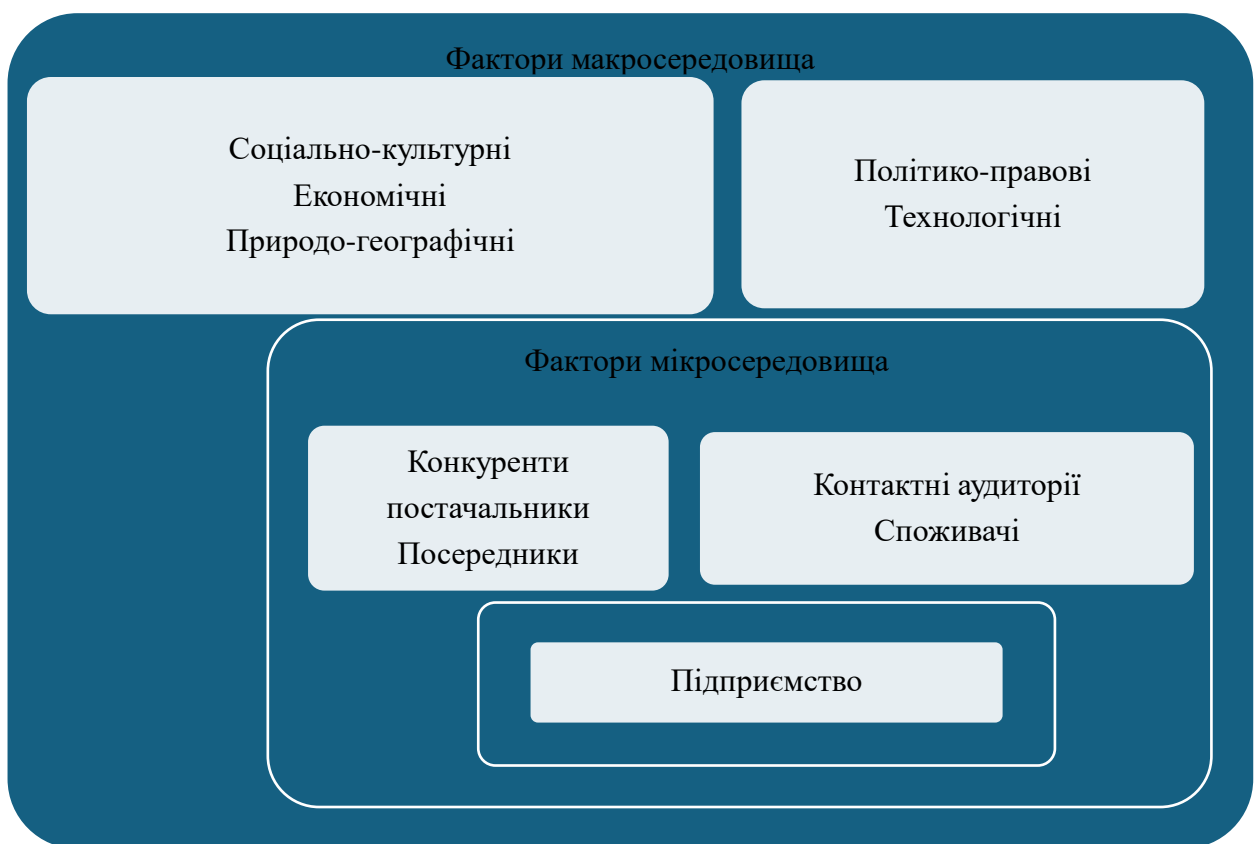 Фактори макросередовища
Соціально-культурні
Економічні
Природо-географічні
Політико-правові
Технологічні
Фактори мікросередовища
Конкуренти
постачальники
Посередники
Контактні аудиторії
Споживачі
Підприємство